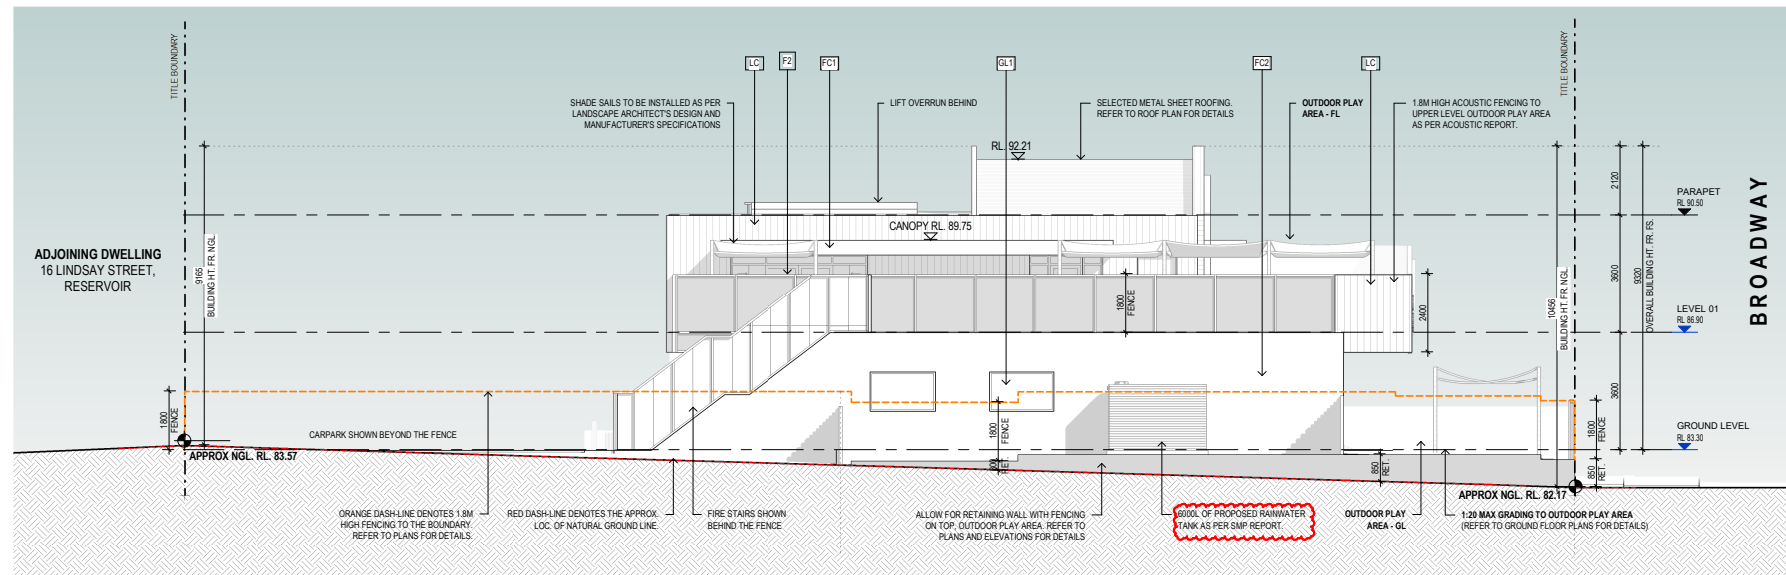 TITLE BOUNDARY
TITLE BOUNDARY
LC
F2
FC1
GL1
FC2
LC
SHADE SAILS TO BE INSTALLED AS PER
LANDSCAPE ARCHITECT'S DESIGN AND
MANUFACTURER'S SPECIFICATIONS
LIFT OVERRUN BEHIND
SELECTED METAL SHEET ROOFING.
REFER TO ROOF PLAN FOR DETAILS
OUTDOOR PLAY
AREA - FL
1.8M HIGH ACOUSTIC FENCING TO
UPPER LEVEL OUTDOOR PLAY AREA
AS PER ACOUSTIC REPORT.
RL. 92.21
CANOPY RL. 89.75
ADJOINING DWELLING
16 LINDSAY STREET,
RESERVOIR
9165
BUILDING HT. FR. NGL
1800
FENCE
2400
10456
BUILDING HT. FR. NGL
2120
3600
3600
9320
OVERALL BUILDING HT. FR. FS.
PARAPET
RL 90.50
LEVEL 01
RL 86.90
GROUND LEVEL
RL 83.30
BROADWAY
1800
FENCE
CARPARK SHOWN BEYOND THE FENCE
APPROX NGL. RL. 83.57
1800
FENCE
RET.
850
RET.
1800
FENCE
850
RET.
APPROX NGL. RL. 82.17
ORANGE DASH-LINE DENOTES 1.8M
HIGH FENCING TO THE BOUNDARY.
REFER TO PLANS FOR DETAILS.
RED DASH-LINE DENOTES THE APPROX.
LOC. OF NATURAL GROUND LINE.
FIRE STAIRS SHOWN
BEHIND THE FENCE
ALLOW FOR RETAINING WALL WITH FENCING
ON TOP, OUTDOOR PLAY AREA. REFER TO
PLANS AND ELEVATIONS FOR DETAILS
6000L OF PROPOSED RAINWATER
TANK AS PER SMP REPORT.
OUTDOOR PLAY
AREA - GL
1:20 MAX GRADING TO OUTDOOR PLAY AREA
(REFER TO GROUND FLOOR PLANS FOR DETAILS)